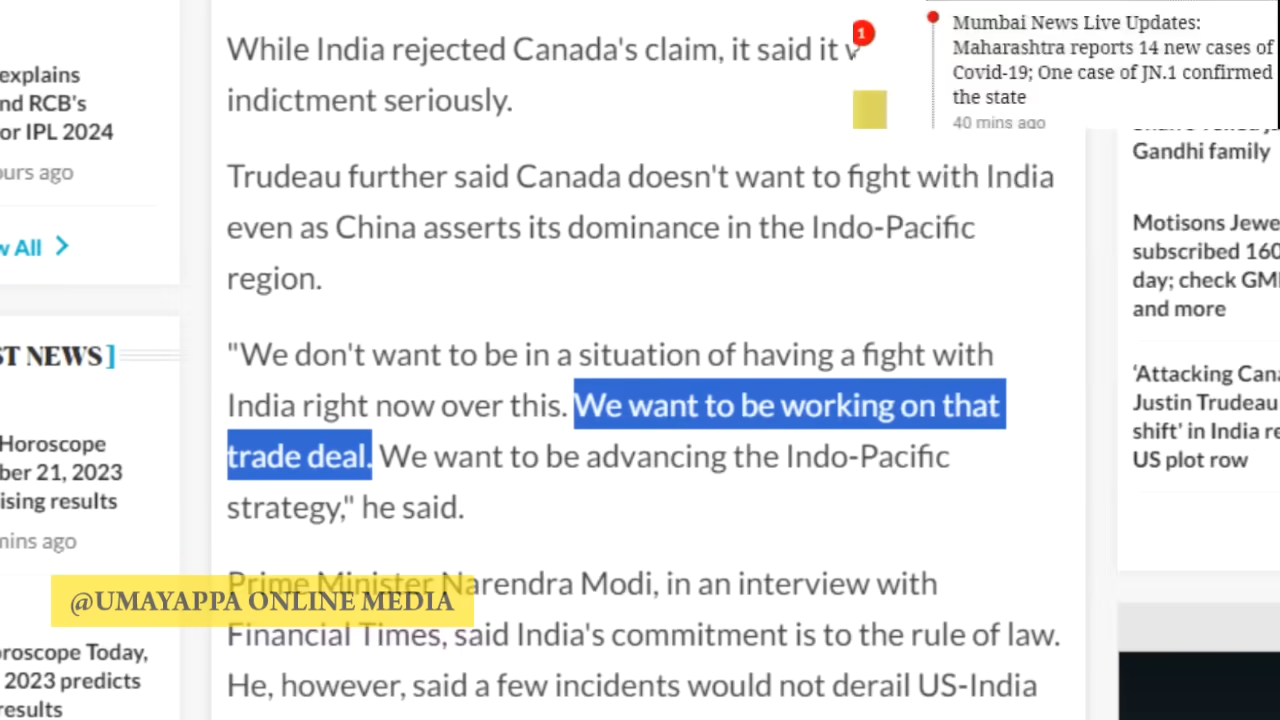 While India rejected Canada's claim, it said it
indictment seriously.
Trudeau further said Canada doesn't want to fight with India
even as China asserts its dominance in the Indo-Pacific
region.
"We don't want to be in a situation of having a fight with
India right now over this. We want to be working on that
trade deal. We want to be advancing the Indo-Pacific
strategy," he said.
Prime Minister Narendra Modi, in an interview with
Financial Times, said India's commitment is to the rule of law.
He, however, said a few incidents would not derail US-India
explains
nd RCB's
or IPL 2024
ours ago
w All
ST NEWS]
Horoscope
ber 21, 2023
ising results
mins ago
oroscope Today,
2023 predicts
results
@UMAYAPPA ONLINE MEDIA
1
Mumbai News Live Updates:
Maharashtra reports 14 new cases of
Covid-19; One case of JN.1 confirmed
the state
40 mins ago
Gandhi family
Motisons Jewe
subscribed 160
day; check GM
and more
'Attacking Cana
Justin Trudeau
shift' in India re
US plot row